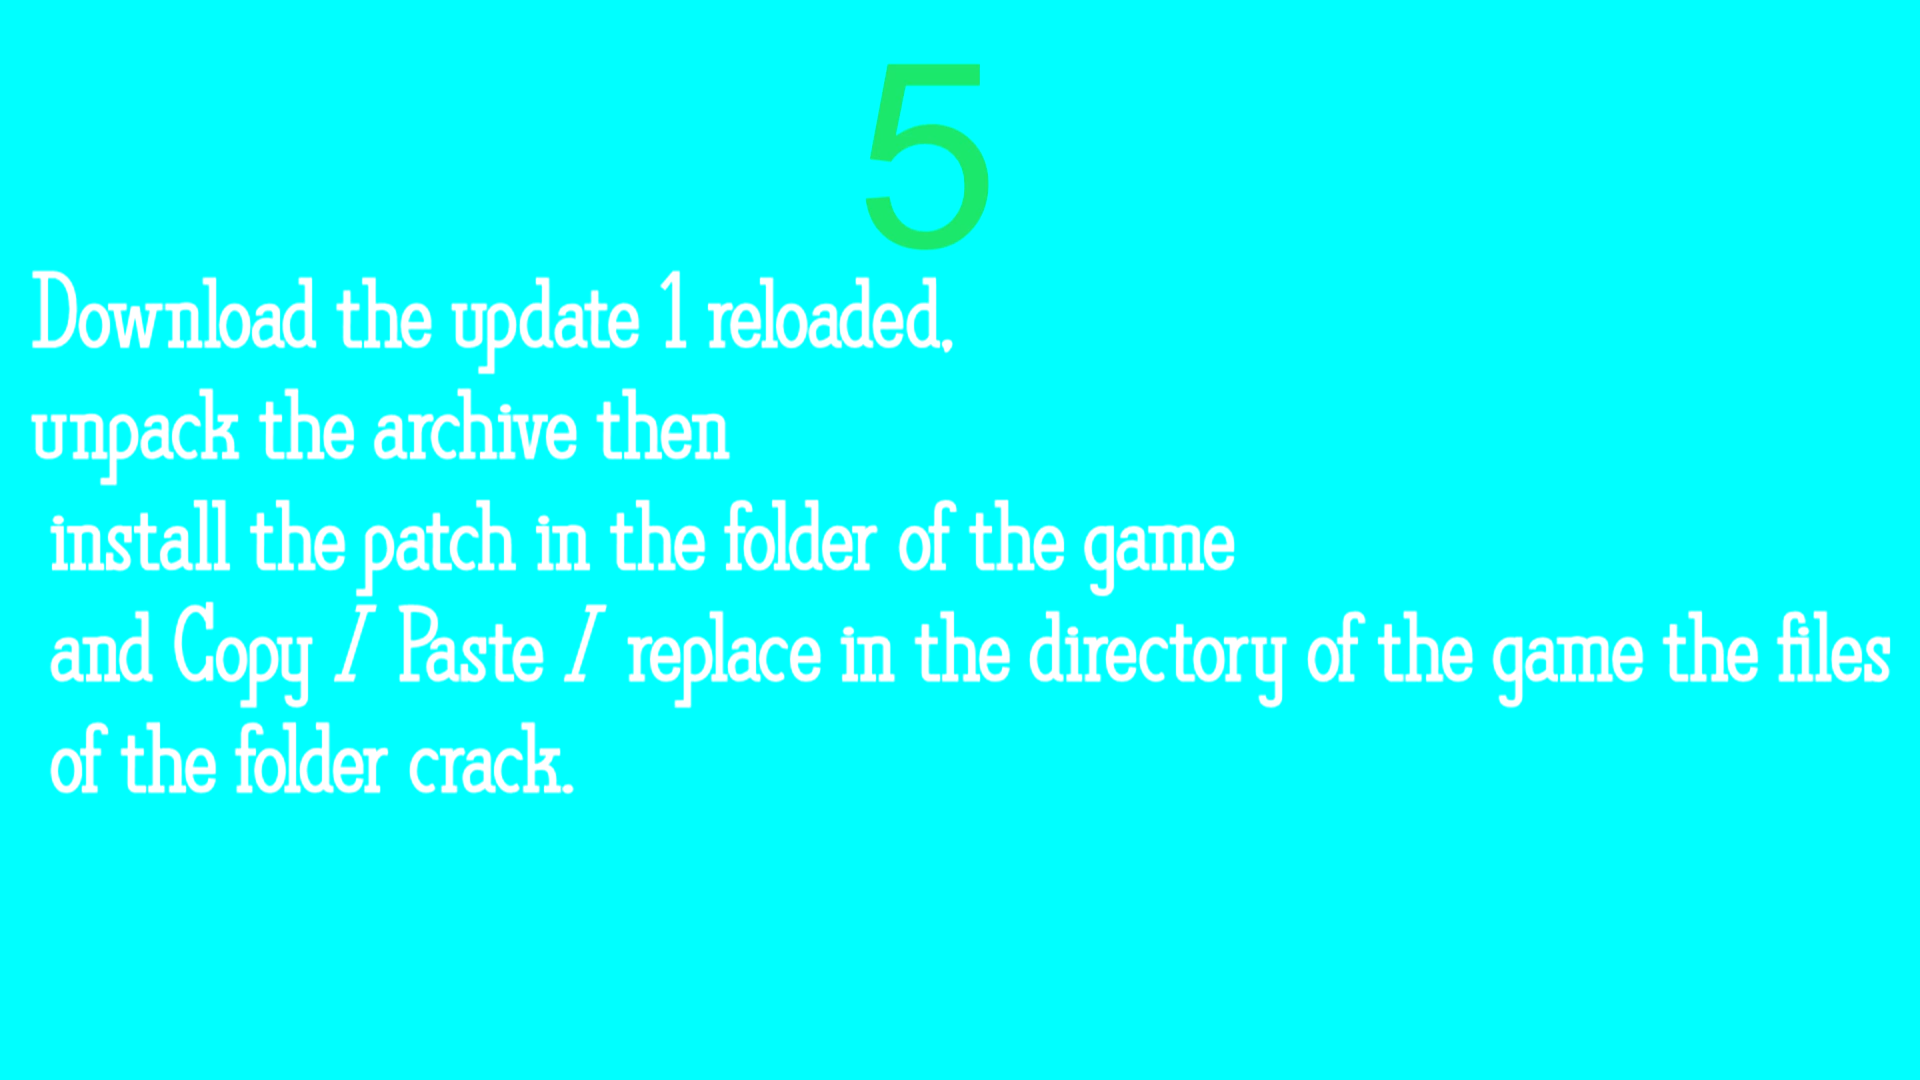 5
Download the update 1 reloaded,
unpack the archive then
install the patch in the folder of the game
and Copy / Paste / replace in the directory of the game the files
of the folder crack.